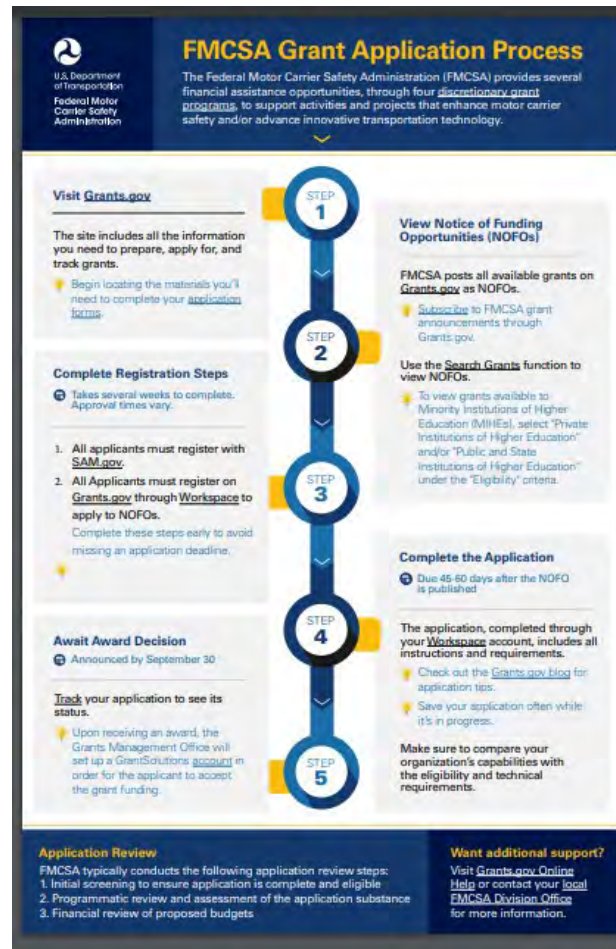 U.S. Department
of Transportation
Federal Motor
Carrier Safety
Administration
FMCSA Grant Application Process
The Federal Motor Carrier Safety Administration (FMCSA) provides several
financial assistance opportunities, through four discretionary grant
programs, to support activities and projects that enhance motor carrier
safety and/or advance innovative transportation technology.
STEP
1
Visit Grants.gov
The site includes all the information
you need to prepare, apply for, and
track grants.
Begin locating the materials you'll
need to complete your application
forms.
STEP
2
View Notice of Funding
Opportunities (NOFOs)
FMCSA posts all available grants on
Grants.gov as NOFOs.
Subscribe to FMCSA grant
announcements through
Grants.gov.
Use the Search Grants function to
view NOFOs.
To view grants available to
Minority Institutions of Higher
Education (MIHEs), select "Private
Institutions of Higher Education"
and/or "Public and State
Institutions of Higher Education"
under the "Eligibility" criteria.
STEP
3
Complete Registration Steps
Takes several weeks to complete.
Approval times vary.
1. All applicants must register with
SAM.gov.
2. All Applicants must register on
Grants.gov through Workspace to
apply to NOFOs.
Complete these steps early to avoid
missing an application deadline.
STEP
4
Complete the Application
Due 45-60 days after the NOFO
is published
The application, completed through
your Workspace account, includes all
instructions and requirements.
Check out the Grants.gov blog for
application tips.
Save your application often while
it's in progress.
Make sure to compare your
organization's capabilities with
the eligibility and technical
requirements.
STEP
5
Await Award Decision
Announced by September 30
Track your application to see its
status.
Upon receiving an award, the
Grants Management Office will
set up a GrantSolutions account in
order for the applicant to accept
the grant funding.
Application Review
FMCSA typically conducts the following application review steps:
1. Initial screening to ensure application is complete and eligible
2. Programmatic review and assessment of the application substance
3. Financial review of proposed budgets
Want additional support?
Visit Grants.gov Online
Help or contact your local
FMCSA Division Office
for more information.